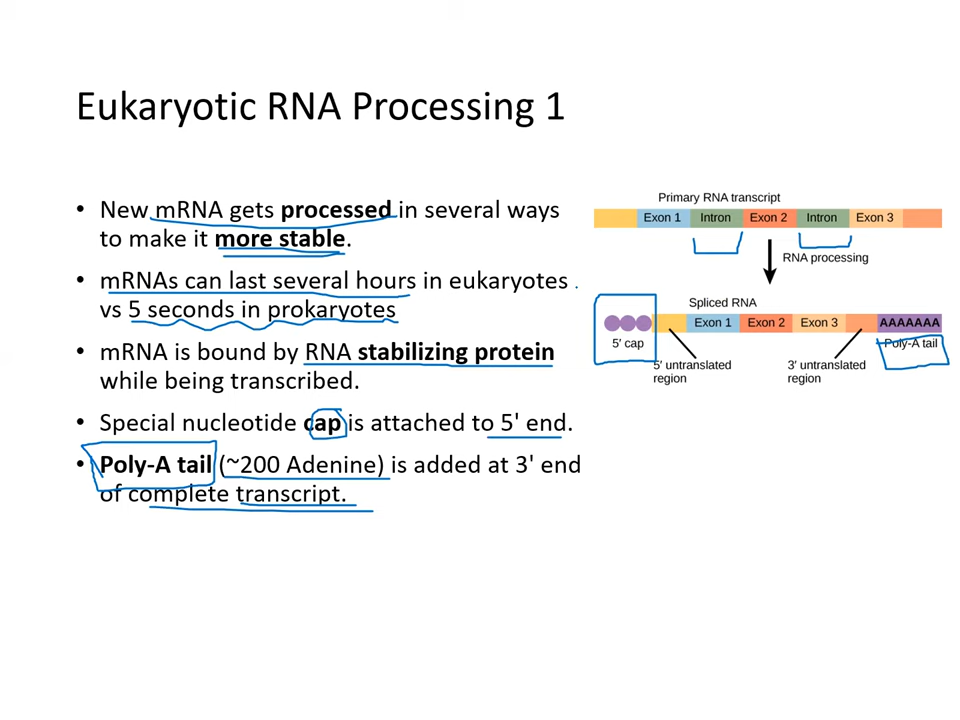 Eukaryotic RNA Processing 1
• New mRNA gets processed in several ways
to make it more stable.
• mRNAs can last several hours in eukaryotes
vs 5 seconds in prokaryotes
• mRNA is bound by RNA stabilizing protein
while being transcribed.
• Special nucleotide cap is attached to 5' end.
• Poly-A tail (~200 Adenine) is added at 3' end
of complete transcript.
Primary RNA transcript
Exon 1 Intron Exon 2 Intron Exon 3
RNA processing
Spliced RNA
Exon 1 Exon 2 Exon 3 AAAAAAA
5′ cap
Poly-A tail
5′ untranslated
region
3′ untranslated
region